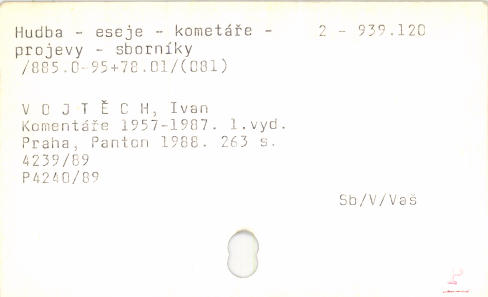 Hudba - eseje - kometáře - 2 - 939.120
projevy - sborníky
/885.0-95+78.01/(081)
V O J T Ě C H, Ivan
Komentáře 1957-1987. 1.vyd.
Praha, Panton 1988. 263 s.
4239/89
P4240/89
Sb/V/Vaš